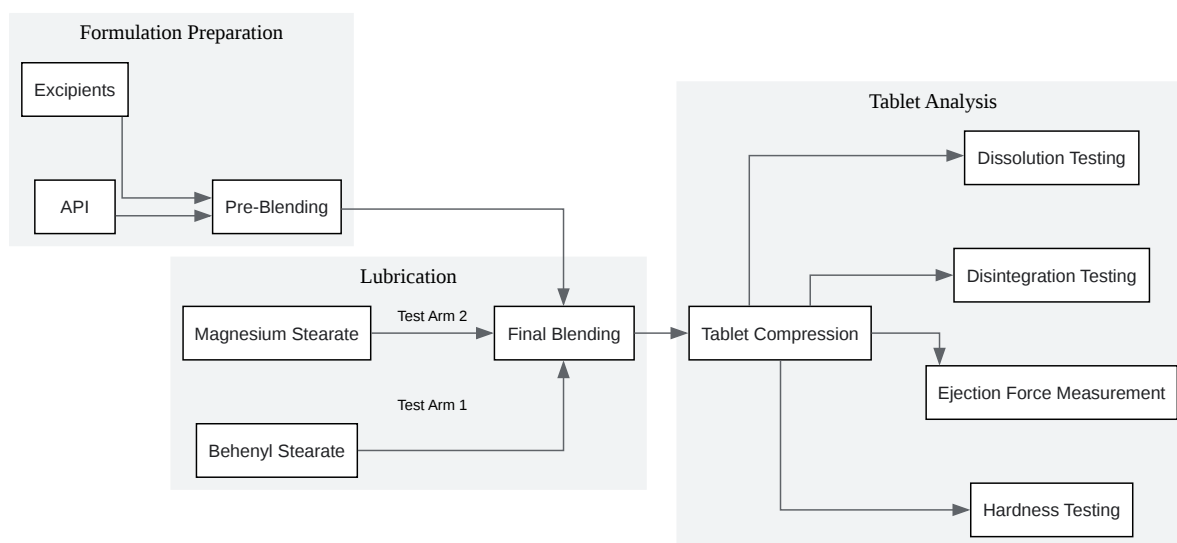 Formulation Preparation
Excipients
API
Pre-Blending
Lubrication
Magnesium Stearate
Test Arm 2
Final Blending
Test Arm 1
Behenyl Stearate
Tablet Analysis
Dissolution Testing
Disintegration Testing
Tablet Compression
Ejection Force Measurement
Hardness Testing